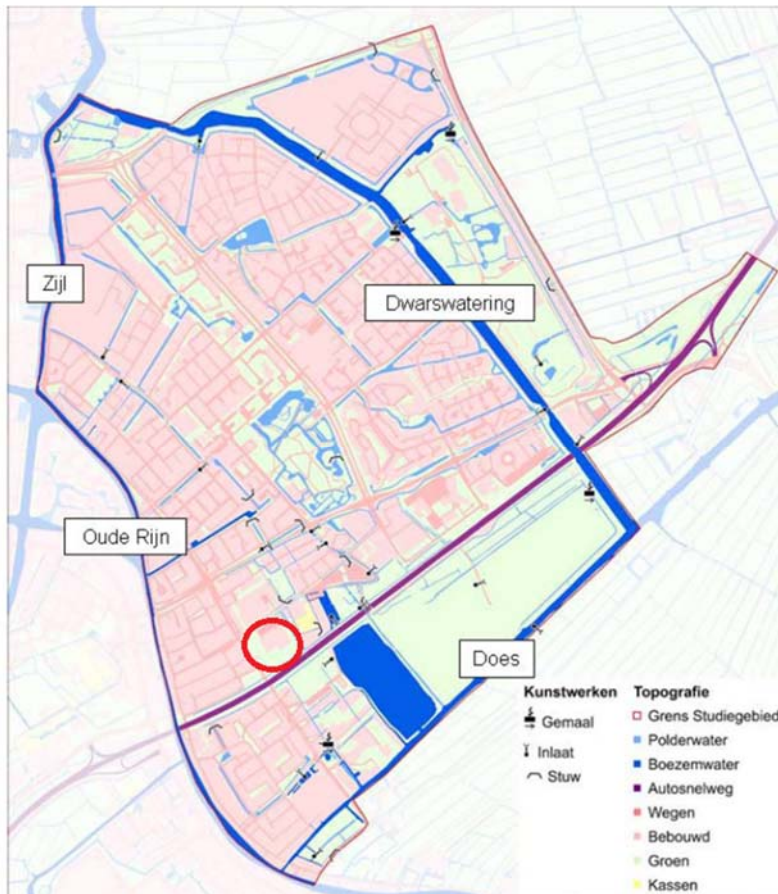 Zijl
Dwarswatering
Oude Rijn
Does
Kunstwerken
Gemaal
Inlaat
Stuw
Topografie
Grens Studiegebied
Polderwater
Boezemwater
Autosnelweg
Wegen
Bebouwd
Groen
Kassen